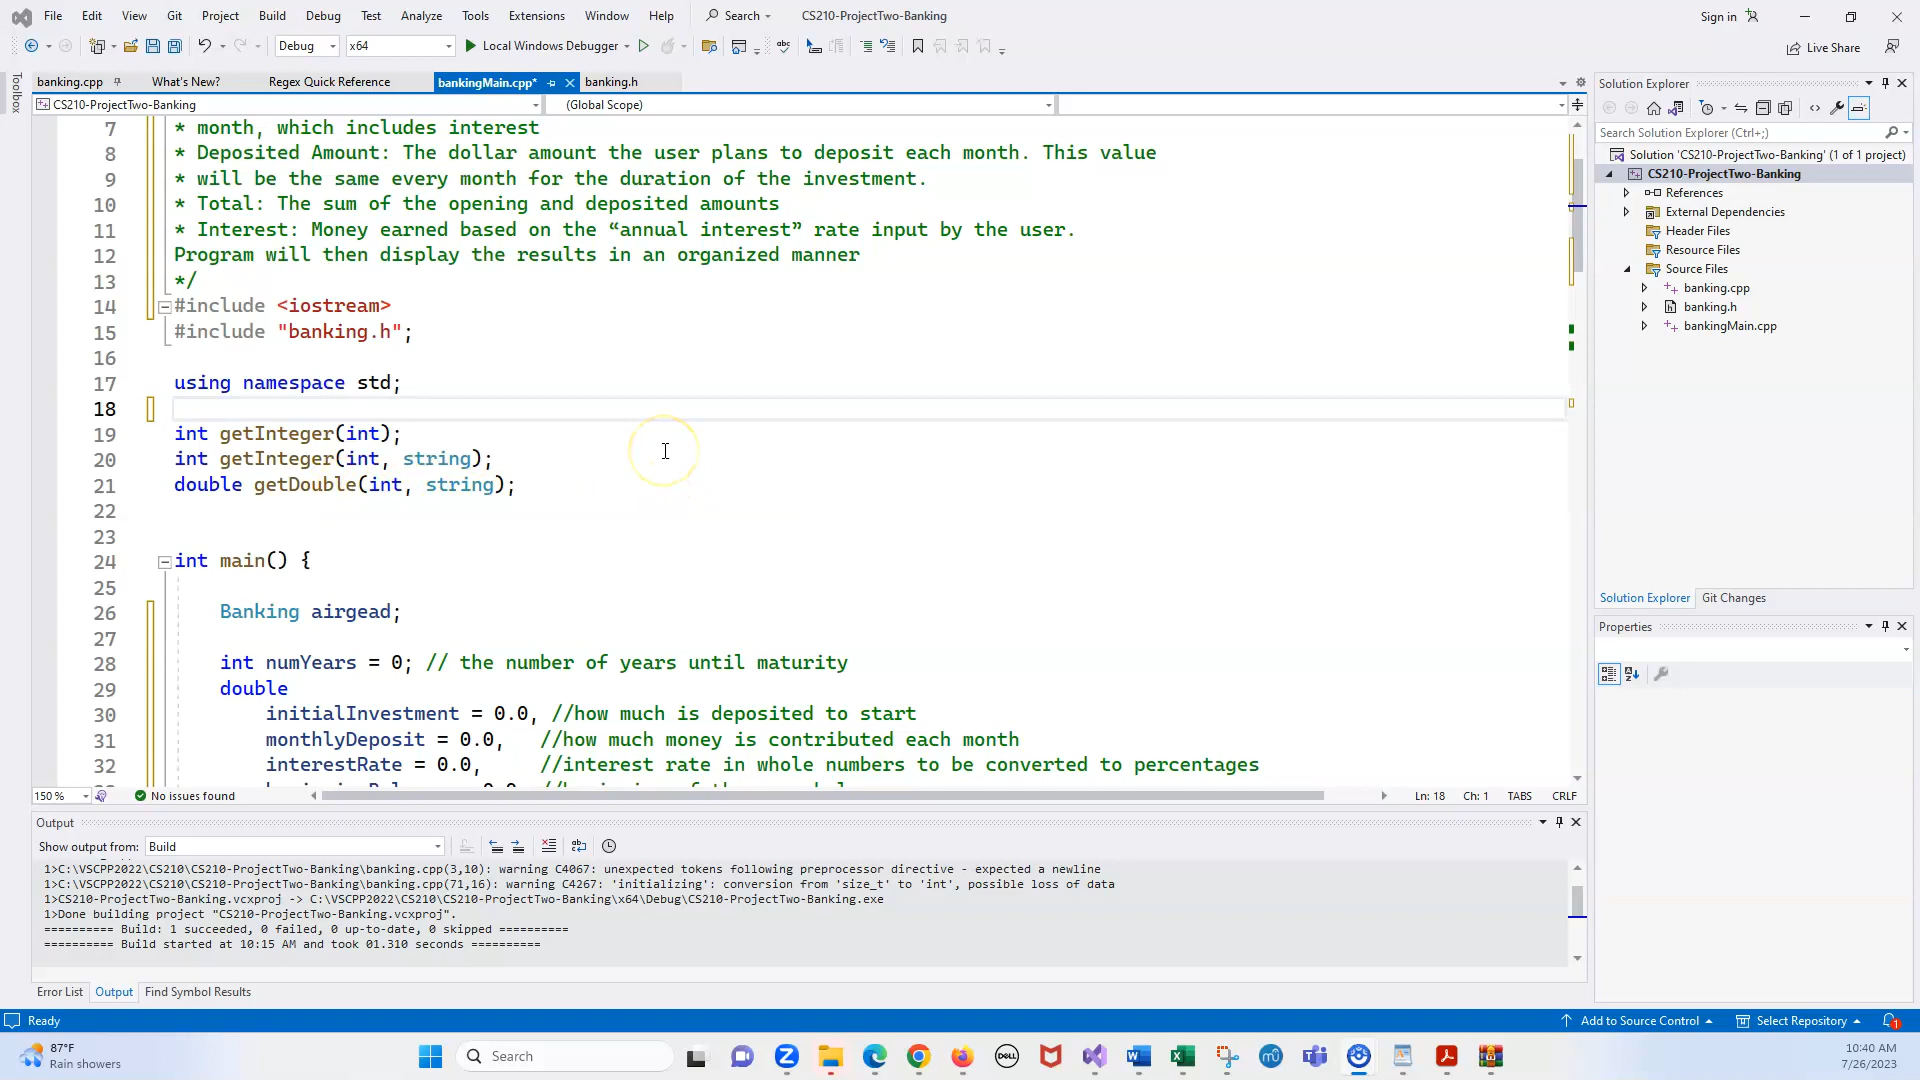 File Edit View Git Project Build Debug Test Analyze Tools Extensions Window Help Search CS210-ProjectTwo-Banking Sign in
Debug x64 Local Windows Debugger Live Share
Toolbox
banking.cpp What's New? Regex Quick Reference bankingMain.cpp* banking.h
CS210-ProjectTwo-Banking (Global Scope)
7 * month, which includes interest
8 * Deposited Amount: The dollar amount the user plans to deposit each month. This value
9 * will be the same every month for the duration of the investment.
10 * Total: The sum of the opening and deposited amounts
11 * Interest: Money earned based on the “annual interest” rate input by the user.
12 Program will then display the results in an organized manner
13 */
14 #include <iostream>
15 #include "banking.h";
16
17 using namespace std;
18
19 int getInteger(int);
20 int getInteger(int, string);
21 double getDouble(int, string);
22
23
24 int main() {
25
26 Banking airgead;
27
28 int numYears = 0; // the number of years until maturity
29 double
30 initialInvestment = 0.0, //how much is deposited to start
31 monthlyDeposit = 0.0, //how much money is contributed each month
32 interestRate = 0.0, //interest rate in whole numbers to be converted to percentages
150 % No issues found Ln: 18 Ch: 1 TABS CRLF
Output
Show output from: Build
1>C:\VSCPP2022\CS210\CS210-ProjectTwo-Banking\banking.cpp(3,10): warning C4067: unexpected tokens following preprocessor directive - expected a newline
1>C:\VSCPP2022\CS210\CS210-ProjectTwo-Banking\banking.cpp(71,16): warning C4267: 'initializing': conversion from 'size_t' to 'int', possible loss of data
1>CS210-ProjectTwo-Banking.vcxproj -> C:\VSCPP2022\CS210\CS210-ProjectTwo-Banking\x64\Debug\CS210-ProjectTwo-Banking.exe
1>Done building project "CS210-ProjectTwo-Banking.vcxproj".
========== Build: 1 succeeded, 0 failed, 0 up-to-date, 0 skipped ==========
========== Build started at 10:15 AM and took 01.310 seconds ==========
Error List Output Find Symbol Results
Solution Explorer
Search Solution Explorer (Ctrl+;)
Solution 'CS210-ProjectTwo-Banking' (1 of 1 project)
CS210-ProjectTwo-Banking
References
External Dependencies
Header Files
Resource Files
Source Files
banking.cpp
banking.h
bankingMain.cpp
Solution Explorer Git Changes
Properties
Ready Add to Source Control Select Repository 1
87°F
Rain showers
Search
DELL
10:40 AM
7/26/2023